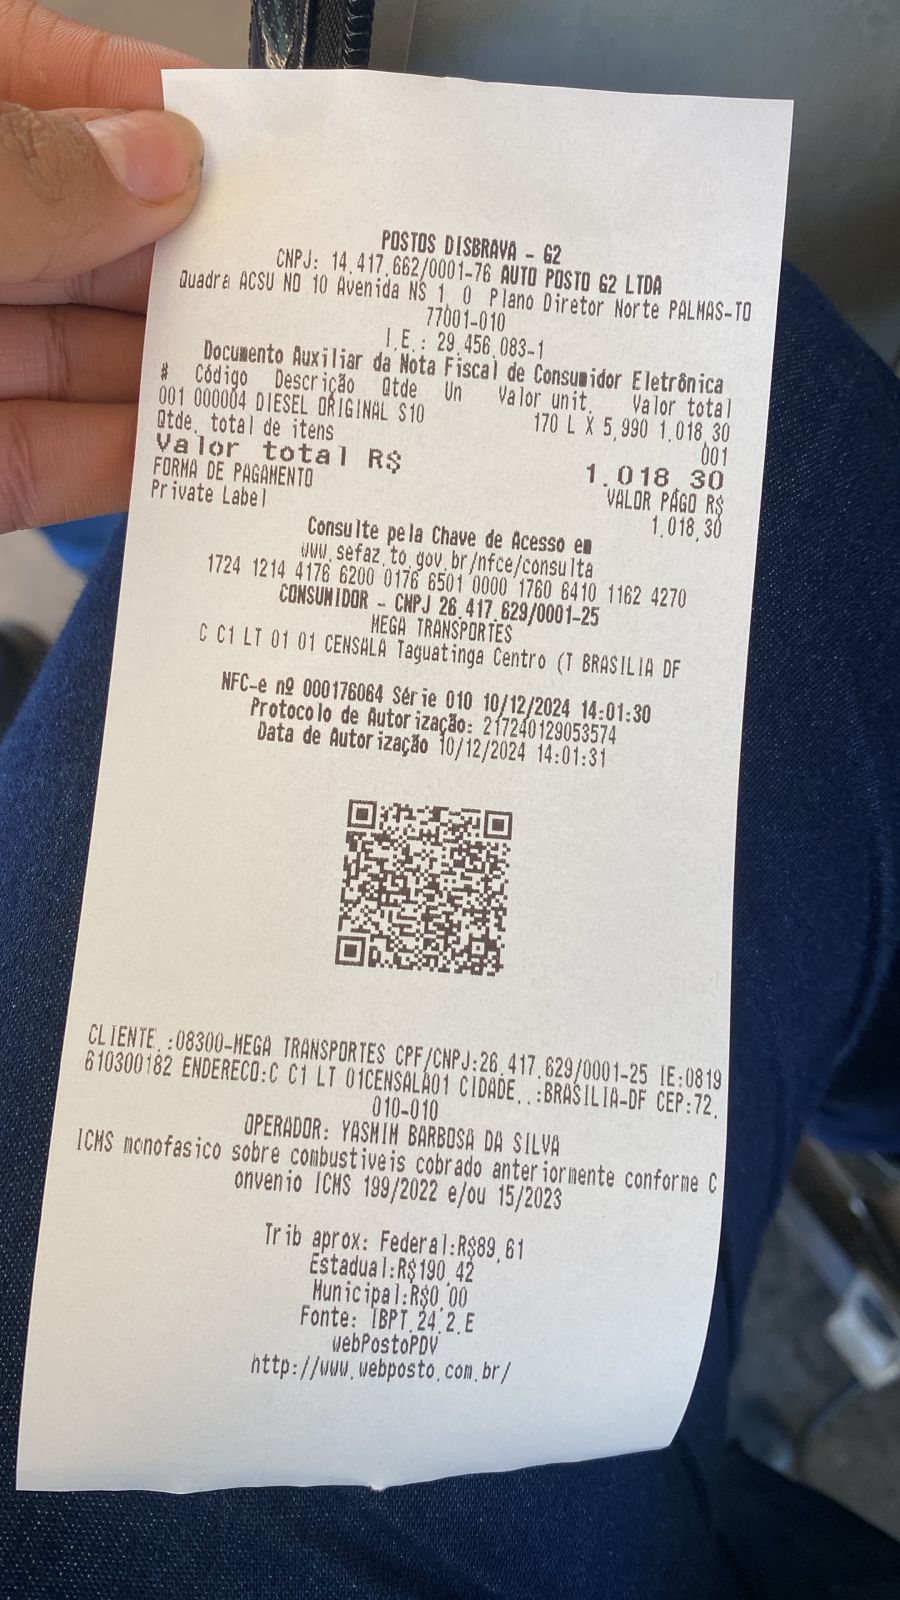 POSTOS DISBRAVA - G2
CNPJ: 14.417.662/0001-76 AUTO POSTO G2 LTDA
Quadra ACSU NO 10 Avenida NS 1, 0 Plano Diretor Norte PALMAS-TO
77001-010
I.E.: 29.456.083-1
Documento Auxiliar da Nota Fiscal de Consumidor Eletrônica
# Código Descrição Qtde Un Valor unit. Valor total
001 000004 DIESEL ORIGINAL S10 170 L X 5,990 1.018,30
Qtde. total de itens 001
Valor total R$ 1.018,30
FORMA DE PAGAMENTO VALOR PAGO R$
Private Label 1.018,30
Consulte pela Chave de Acesso em
www.sefaz.to.gov.br/nfce/consulta
1724 1214 4176 6200 0176 6501 0000 1760 6410 1162 4270
CONSUMIDOR - CNPJ 26.417.629/0001-25
MEGA TRANSPORTES
C C1 LT 01 01 CENSALA Taguatinga Centro (T BRASILIA DF
NFC-e nº 000176064 Série 010 10/12/2024 14:01:30
Protocolo de Autorização: 217240129053574
Data de Autorização 10/12/2024 14:01:31
CLIENTE.:08300-MEGA TRANSPORTES CPF/CNPJ:26.417.629/0001-25 IE:0819
610300182 ENDERECO:C C1 LT 01CENSALA01 CIDADE..:BRASILIA-DF CEP:72.
010-010
OPERADOR: YASMIM BARBOSA DA SILVA
ICMS monofasico sobre combustiveis cobrado anteriormente conforme C
onvenio ICMS 199/2022 e/ou 15/2023
Trib aprox: Federal:R$89,61
Estadual:R$190,42
Municipal:R$0,00
Fonte: IBPT.24.2.E
webPostoPDV
http://www.webposto.com.br/